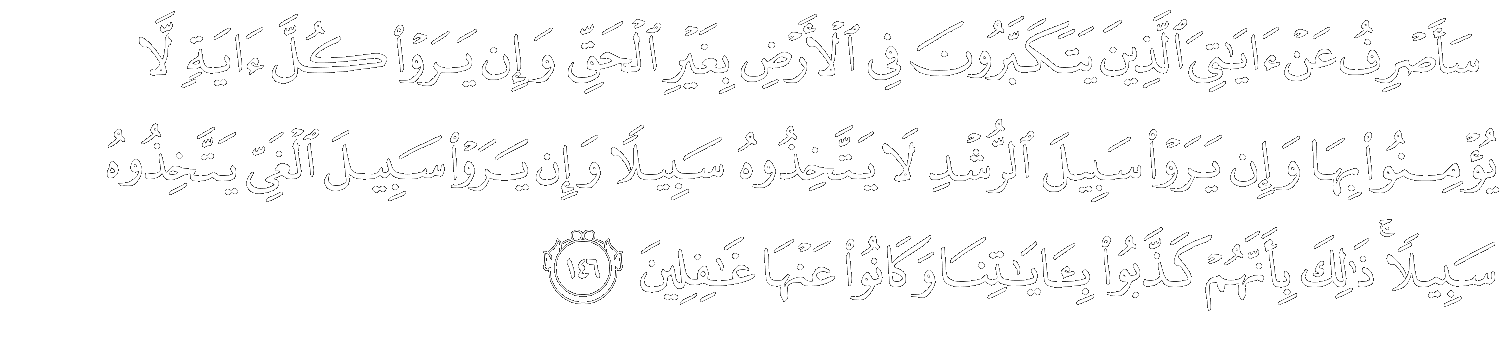 سَأَصْرِفُ عَنْ ءَايَـٰتِىَ ٱلَّذِينَ يَتَكَبَّرُونَ فِى ٱلْأَرْضِ بِغَيْرِ ٱلْحَقِّ وَإِن يَرَوْا۟ كُلَّ ءَايَةٍ لَّا
يُؤْمِنُوا۟ بِهَا وَإِن يَرَوْا۟ سَبِيلَ ٱلرُّشْدِ لَا يَتَّخِذُوهُ سَبِيلًا وَإِن يَرَوْا۟ سَبِيلَ ٱلْغَىِّ يَتَّخِذُوهُ
سَبِيلًا ۚ ذَٰلِكَ بِأَنَّهُمْ كَذَّبُوا۟ بِـَٔايَـٰتِنَا وَكَانُوا۟ عَنْهَا غَـٰفِلِينَ ١٤٦